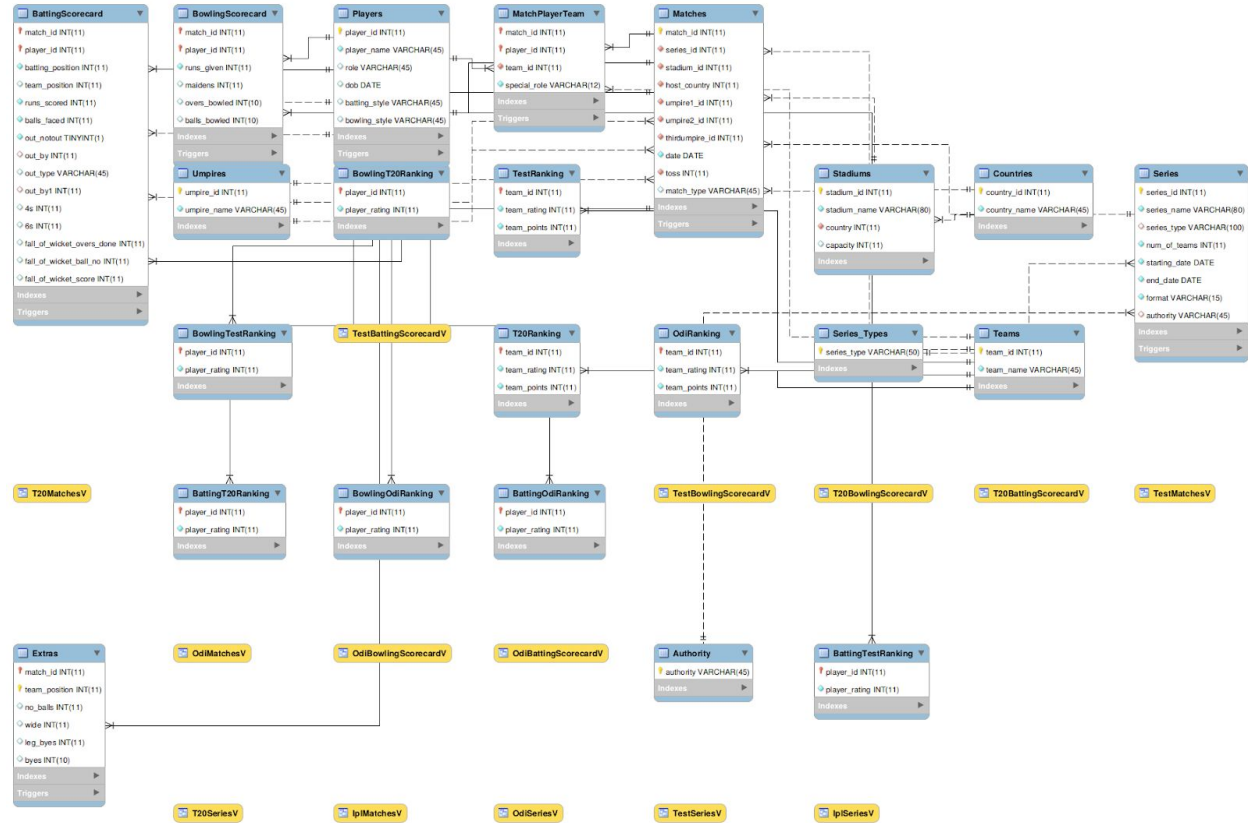 BattingScorecard
match_id INT(11)
player_id INT(11)
batting_position INT(11)
team_position INT(11)
runs_scored INT(11)
balls_faced INT(11)
out_notout TINYINT(1)
out_by INT(11)
out_type VARCHAR(45)
out_by1 INT(11)
4s INT(11)
6s INT(11)
fall_of_wicket_overs_done INT(11)
fall_of_wicket_ball_no INT(11)
fall_of_wicket_score INT(11)
Indexes
Triggers
BowlingScorecard
match_id INT(11)
player_id INT(11)
runs_given INT(11)
maidens INT(11)
overs_bowled INT(10)
balls_bowled INT(10)
Indexes
Triggers
Players
player_id INT(11)
player_name VARCHAR(45)
role VARCHAR(45)
dob DATE
batting_style VARCHAR(45)
bowling_style VARCHAR(45)
Indexes
Triggers
MatchPlayerTeam
match_id INT(11)
player_id INT(11)
team_id INT(11)
special_role VARCHAR(12)
Indexes
Triggers
Matches
match_id INT(11)
series_id INT(11)
stadium_id INT(11)
host_country INT(11)
umpire1_id INT(11)
umpire2_id INT(11)
thirdumpire_id INT(11)
date DATE
toss INT(11)
match_type VARCHAR(45)
Indexes
Triggers
Umpires
umpire_id INT(11)
umpire_name VARCHAR(45)
Indexes
BowlingT20Ranking
player_id INT(11)
player_rating INT(11)
Indexes
TestRanking
team_id INT(11)
team_rating INT(11)
team_points INT(11)
Indexes
Stadiums
stadium_id INT(11)
stadium_name VARCHAR(80)
country INT(11)
capacity INT(11)
Indexes
Countries
country_id INT(11)
country_name VARCHAR(45)
Indexes
Series
series_id INT(11)
series_name VARCHAR(80)
series_type VARCHAR(100)
num_of_teams INT(11)
starting_date DATE
end_date DATE
format VARCHAR(15)
authority VARCHAR(45)
Indexes
Triggers
BowlingTestRanking
player_id INT(11)
player_rating INT(11)
Indexes
TestBattingScorecardV
T20Ranking
team_id INT(11)
team_rating INT(11)
team_points INT(11)
Indexes
OdiRanking
team_id INT(11)
team_rating INT(11)
team_points INT(11)
Indexes
Series_Types
series_type VARCHAR(50)
Indexes
Teams
team_id INT(11)
team_name VARCHAR(45)
Indexes
T20MatchesV
BattingT20Ranking
player_id INT(11)
player_rating INT(11)
Indexes
BowlingOdiRanking
player_id INT(11)
player_rating INT(11)
Indexes
BattingOdiRanking
player_id INT(11)
player_rating INT(11)
Indexes
TestBowlingScorecardV
T20BowlingScorecardV
T20BattingScorecardV
TestMatchesV
Extras
match_id INT(11)
team_position INT(11)
no_balls INT(11)
wide INT(11)
leg_byes INT(11)
byes INT(10)
Indexes
Triggers
OdiMatchesV
OdiBowlingScorecardV
OdiBattingScorecardV
Authority
authority VARCHAR(45)
Indexes
BattingTestRanking
player_id INT(11)
player_rating INT(11)
Indexes
T20SeriesV
IplMatchesV
OdiSeriesV
TestSeriesV
IplSeriesV